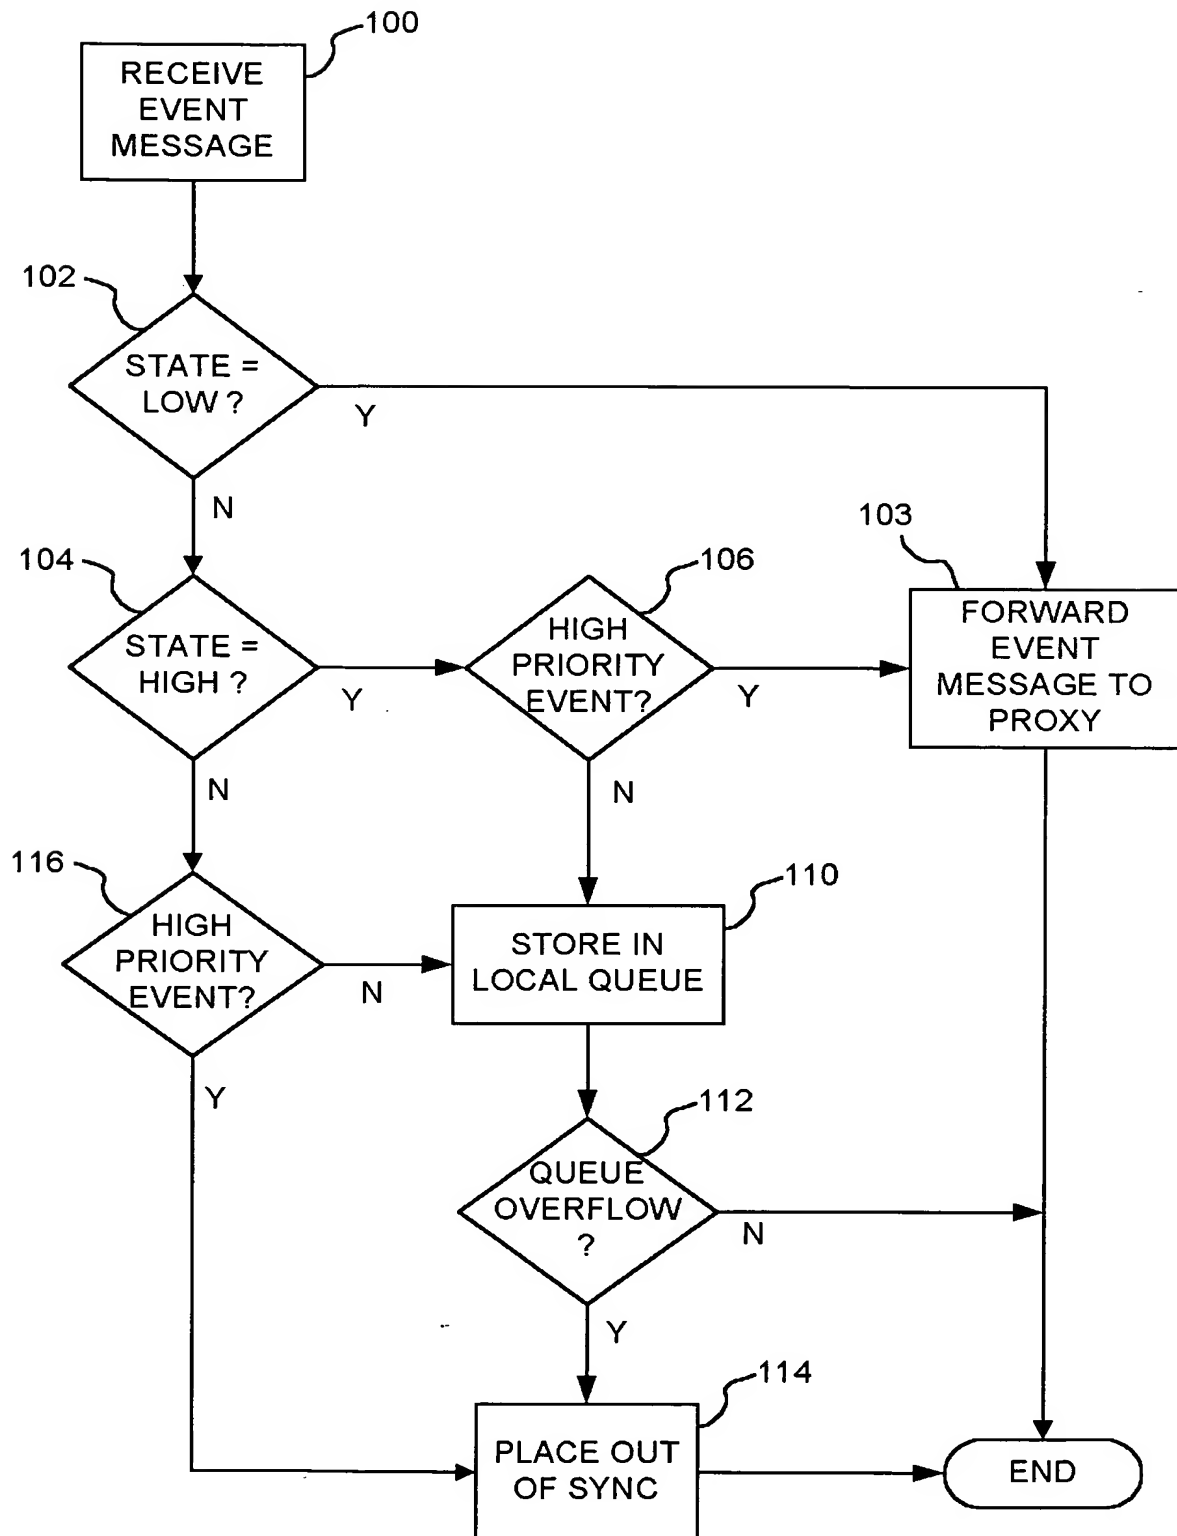 100
RECEIVE
EVENT
MESSAGE
102
STATE =
LOW ?
Y
N
103
104
106
STATE =
HIGH ?
Y
HIGH
PRIORITY
EVENT?
Y
FORWARD
EVENT
MESSAGE TO
PROXY
N
N
116
110
HIGH
PRIORITY
EVENT?
N
STORE IN
LOCAL QUEUE
Y
112
QUEUE
OVERFLOW
?
N
Y
114
PLACE OUT
OF SYNC
END